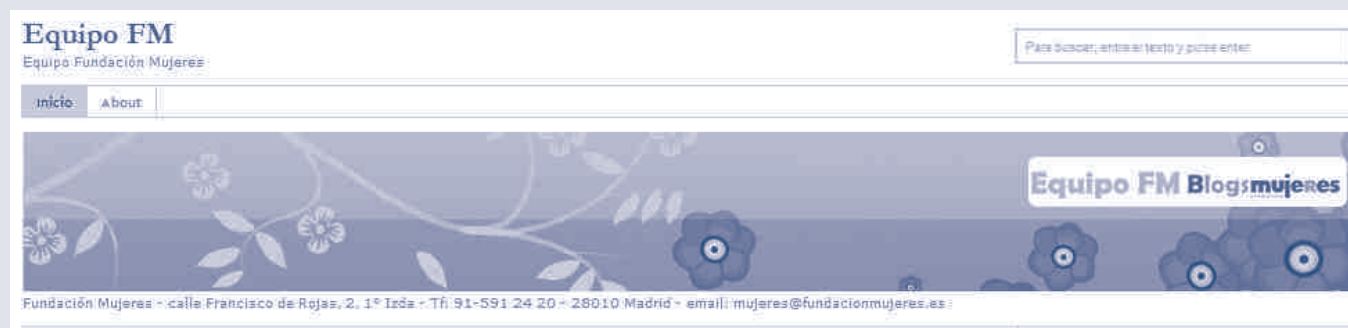 Equipo FM
Equipo Fundación Mujeres
Para buscar, entre el texto y pulse enter
Inicio About
Equipo FM Blogsmujeres
Fundación Mujeres - calle Francisco de Rojas, 2, 1º Izda - Tf: 91-591 24 20 - 28010 Madrid - email: mujeres@fundacionmujeres.es